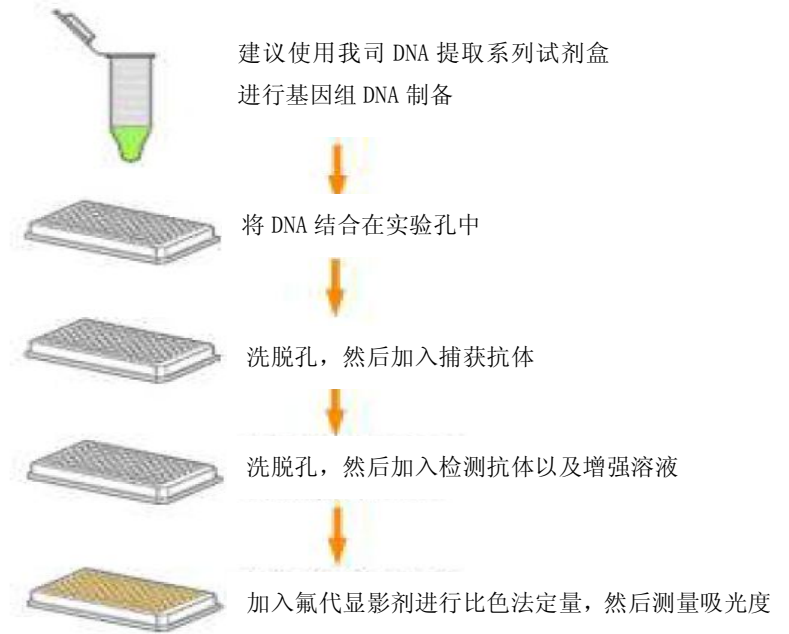 建议使用我司 DNA 提取系列试剂盒
进行基因组 DNA 制备
将 DNA 结合在实验孔中
洗脱孔，然后加入捕获抗体
洗脱孔，然后加入检测抗体以及增强溶液
加入氟代显影剂进行比色法定量，然后测量吸光度